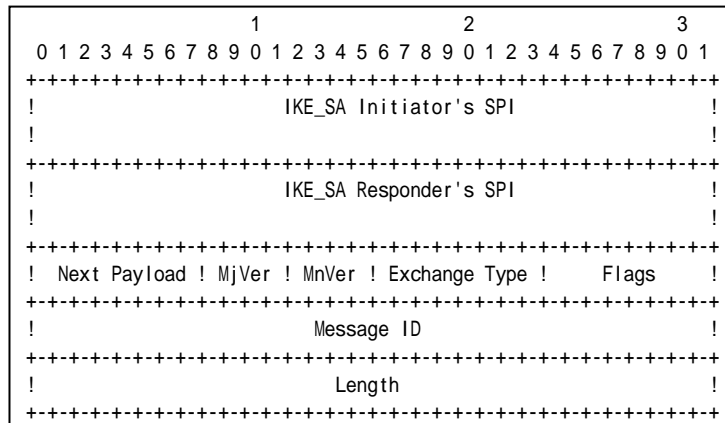 1 2 3
0 1 2 3 4 5 6 7 8 9 0 1 2 3 4 5 6 7 8 9 0 1 2 3 4 5 6 7 8 9 0 1
+-+-+-+-+-+-+-+-+-+-+-+-+-+-+-+-+-+-+-+-+-+-+-+-+-+-+-+-+-+-+-+-+
! IKE_SA Initiator's SPI !
! !
+-+-+-+-+-+-+-+-+-+-+-+-+-+-+-+-+-+-+-+-+-+-+-+-+-+-+-+-+-+-+-+-+
! IKE_SA Responder's SPI !
! !
+-+-+-+-+-+-+-+-+-+-+-+-+-+-+-+-+-+-+-+-+-+-+-+-+-+-+-+-+-+-+-+-+
! Next Payload ! MjVer ! MnVer ! Exchange Type ! Flags !
+-+-+-+-+-+-+-+-+-+-+-+-+-+-+-+-+-+-+-+-+-+-+-+-+-+-+-+-+-+-+-+-+
! Message ID !
+-+-+-+-+-+-+-+-+-+-+-+-+-+-+-+-+-+-+-+-+-+-+-+-+-+-+-+-+-+-+-+-+
! Length !
+-+-+-+-+-+-+-+-+-+-+-+-+-+-+-+-+-+-+-+-+-+-+-+-+-+-+-+-+-+-+-+-+